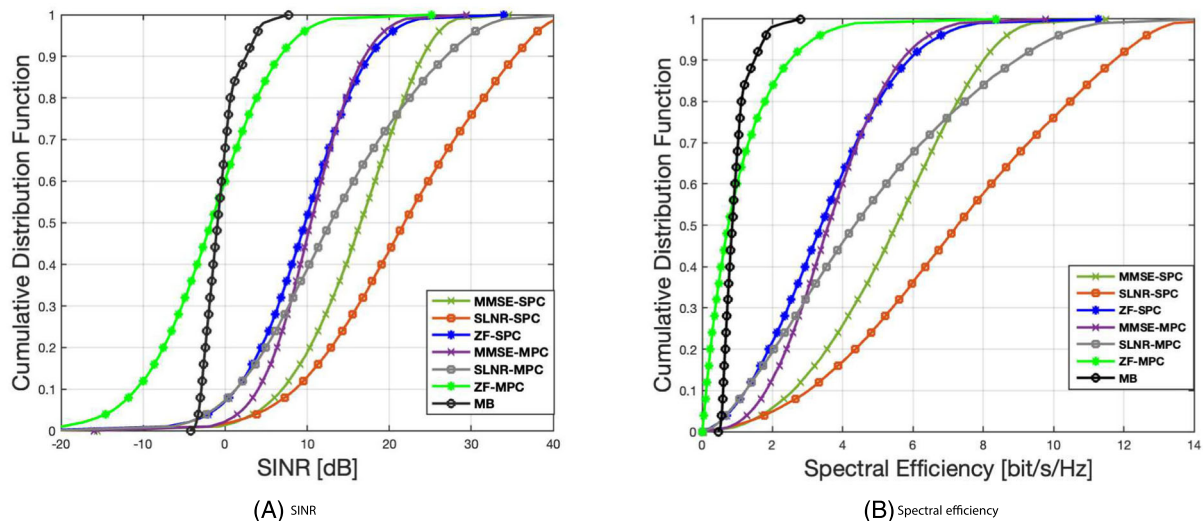 1
0.9
0.8
0.7
0.6
0.5
0.4
0.3
0.2
0.1
0
Cumulative Distribution Function
-20 -10 0 10 20 30 40
SINR [dB]
MMSE-SPC
SLNR-SPC
ZF-SPC
MMSE-MPC
SLNR-MPC
ZF-MPC
MB
(A) SINR
1
0.9
0.8
0.7
0.6
0.5
0.4
0.3
0.2
0.1
0
Cumulative Distribution Function
0 2 4 6 8 10 12 14
Spectral Efficiency [bit/s/Hz]
MMSE-SPC
SLNR-SPC
ZF-SPC
MMSE-MPC
SLNR-MPC
ZF-MPC
MB
(B) Spectral efficiency